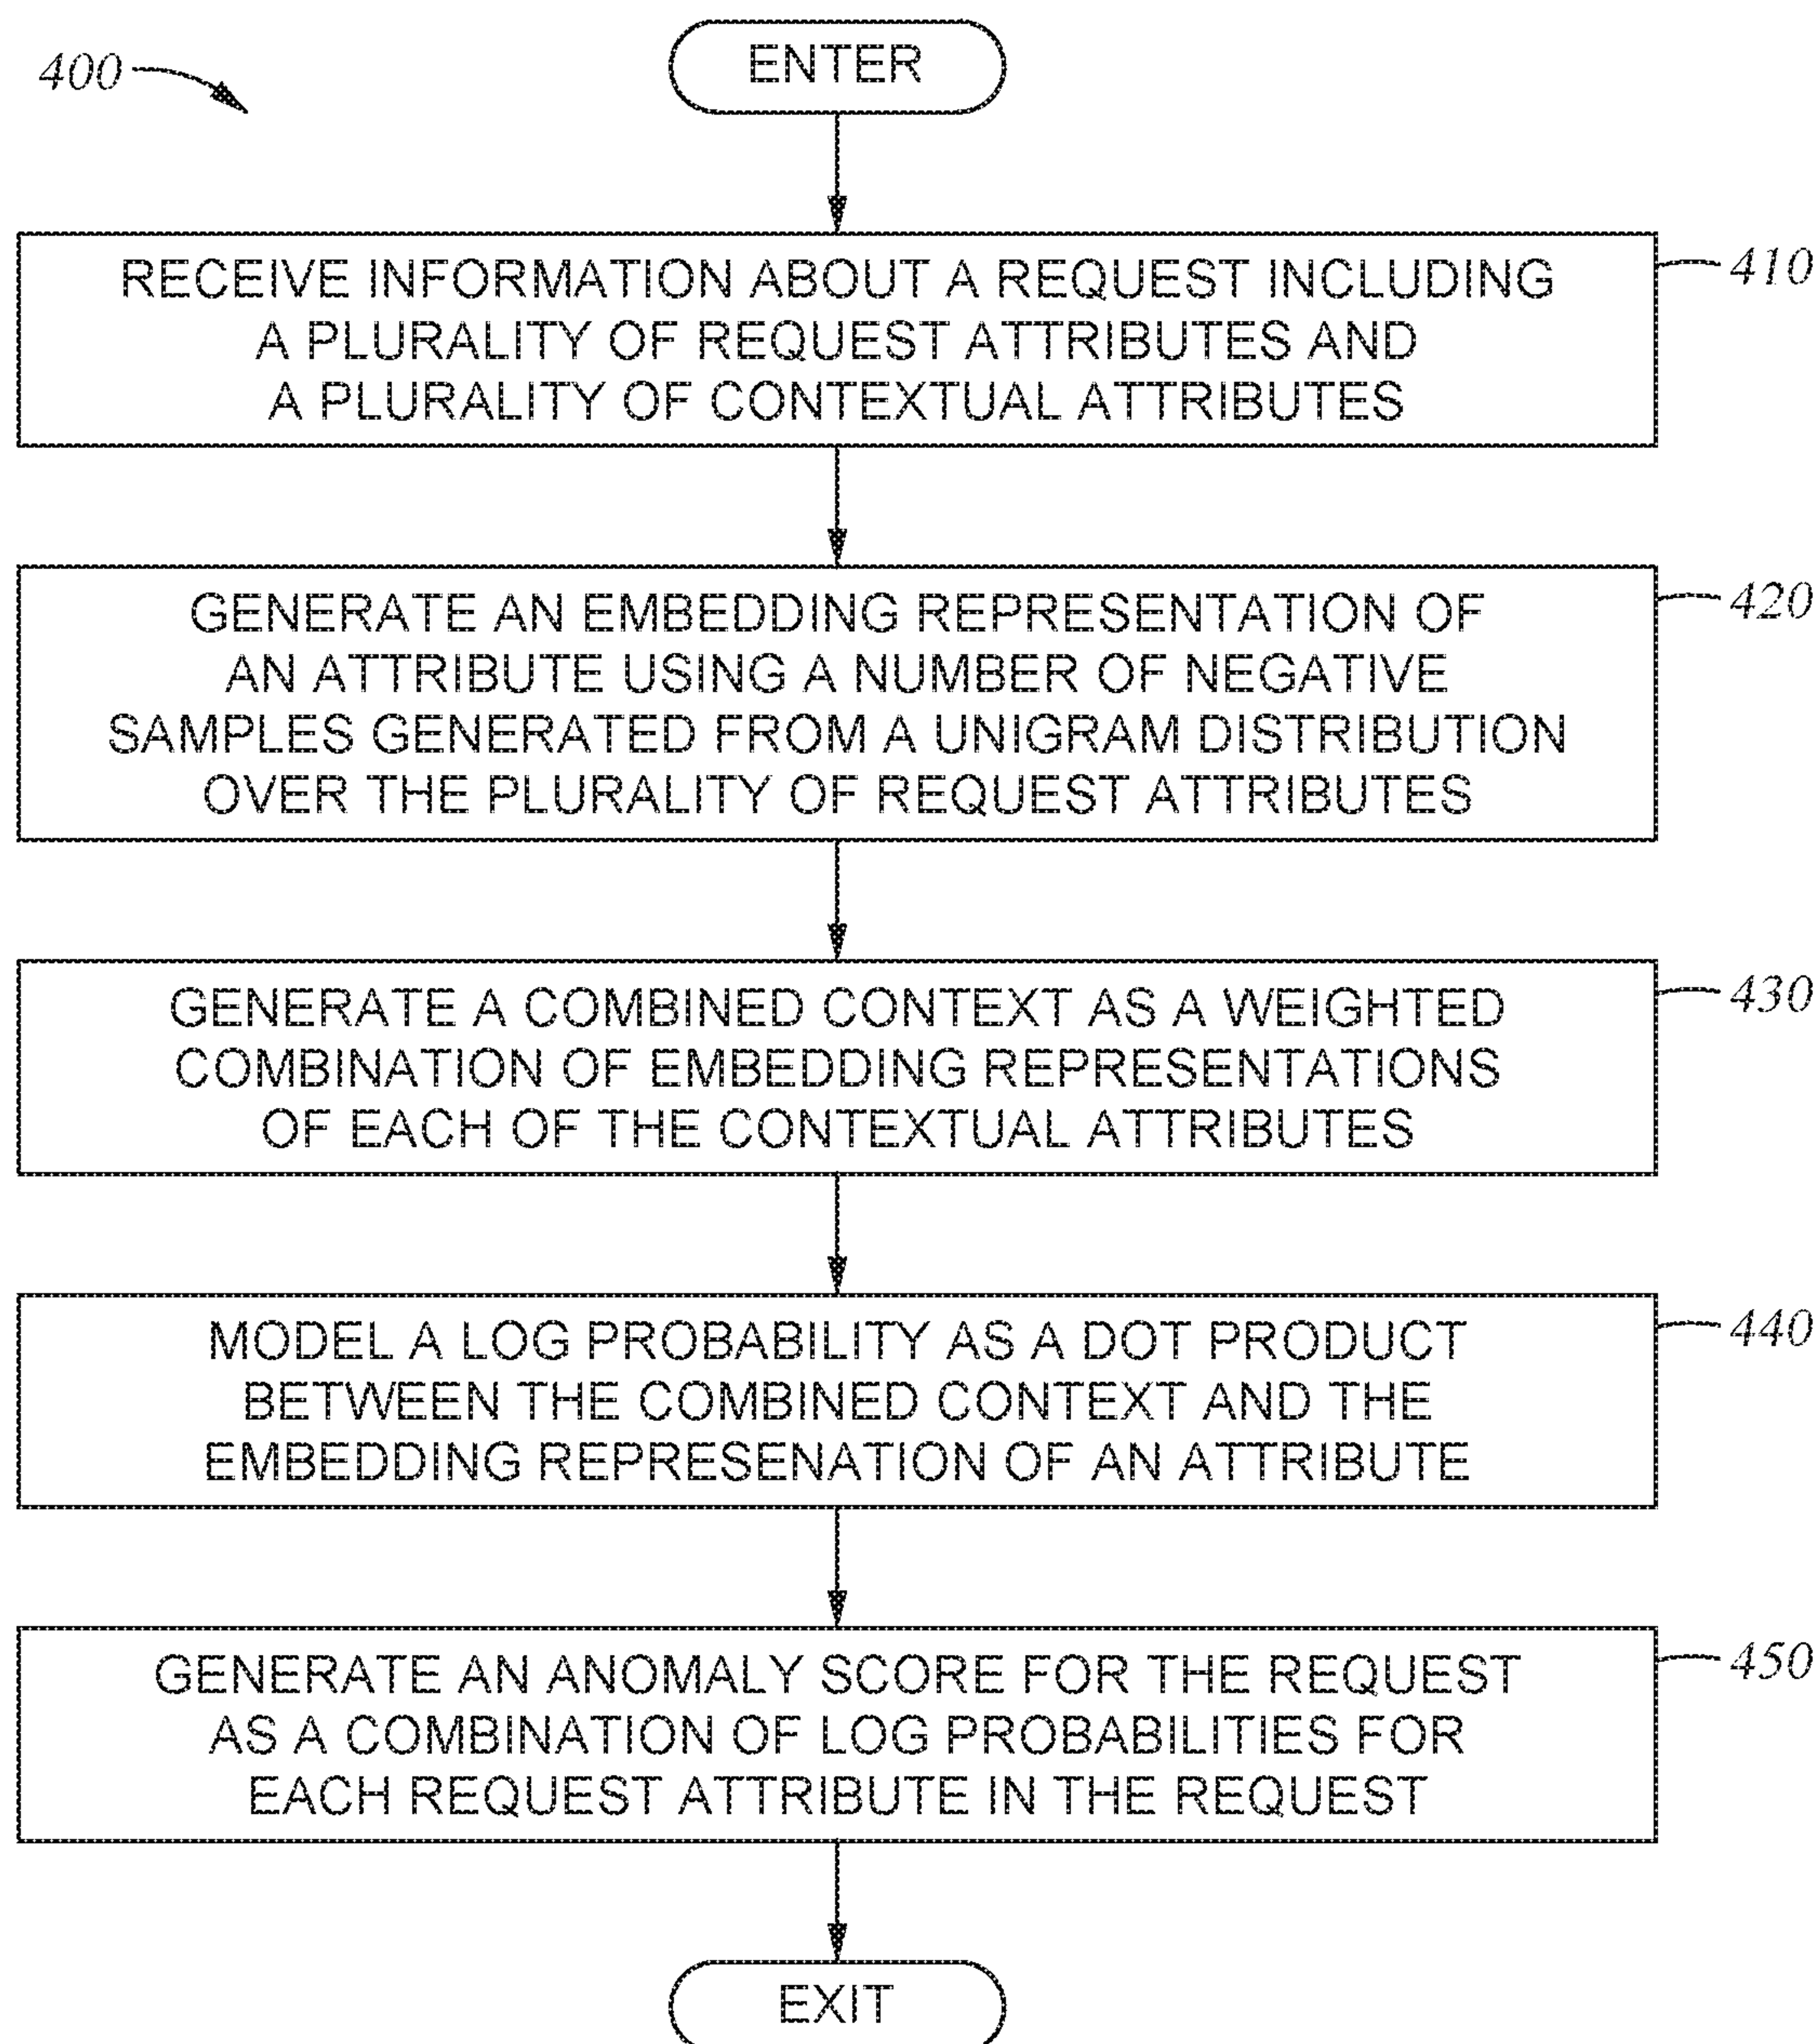 400
ENTER
RECEIVE INFORMATION ABOUT A REQUEST INCLUDING
A PLURALITY OF REQUEST ATTRIBUTES AND
A PLURALITY OF CONTEXTUAL ATTRIBUTES
410
GENERATE AN EMBEDDING REPRESENTATION OF
AN ATTRIBUTE USING A NUMBER OF NEGATIVE
SAMPLES GENERATED FROM A UNIGRAM DISTRIBUTION
OVER THE PLURALITY OF REQUEST ATTRIBUTES
420
GENERATE A COMBINED CONTEXT AS A WEIGHTED
COMBINATION OF EMBEDDING REPRESENTATIONS
OF EACH OF THE CONTEXTUAL ATTRIBUTES
430
MODEL A LOG PROBABILITY AS A DOT PRODUCT
BETWEEN THE COMBINED CONTEXT AND THE
EMBEDDING REPRESENATION OF AN ATTRIBUTE
440
GENERATE AN ANOMALY SCORE FOR THE REQUEST
AS A COMBINATION OF LOG PROBABILITIES FOR
EACH REQUEST ATTRIBUTE IN THE REQUEST
450
EXIT